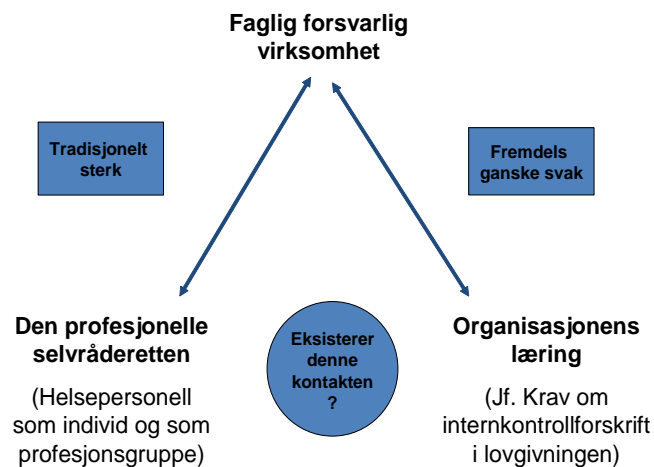 Faglig forsvarlig
virksomhet
Tradisjonelt
sterk
Fremdels
ganske svak
Den profesjonelle
selvråderetten
(Helsepersonell
som individ og som
profesjonsgruppe)
Eksisterer
denne
kontakten
?
Organisasjonens
læring
(Jf. Krav om
internkontrollforskrift
i lovgivningen)